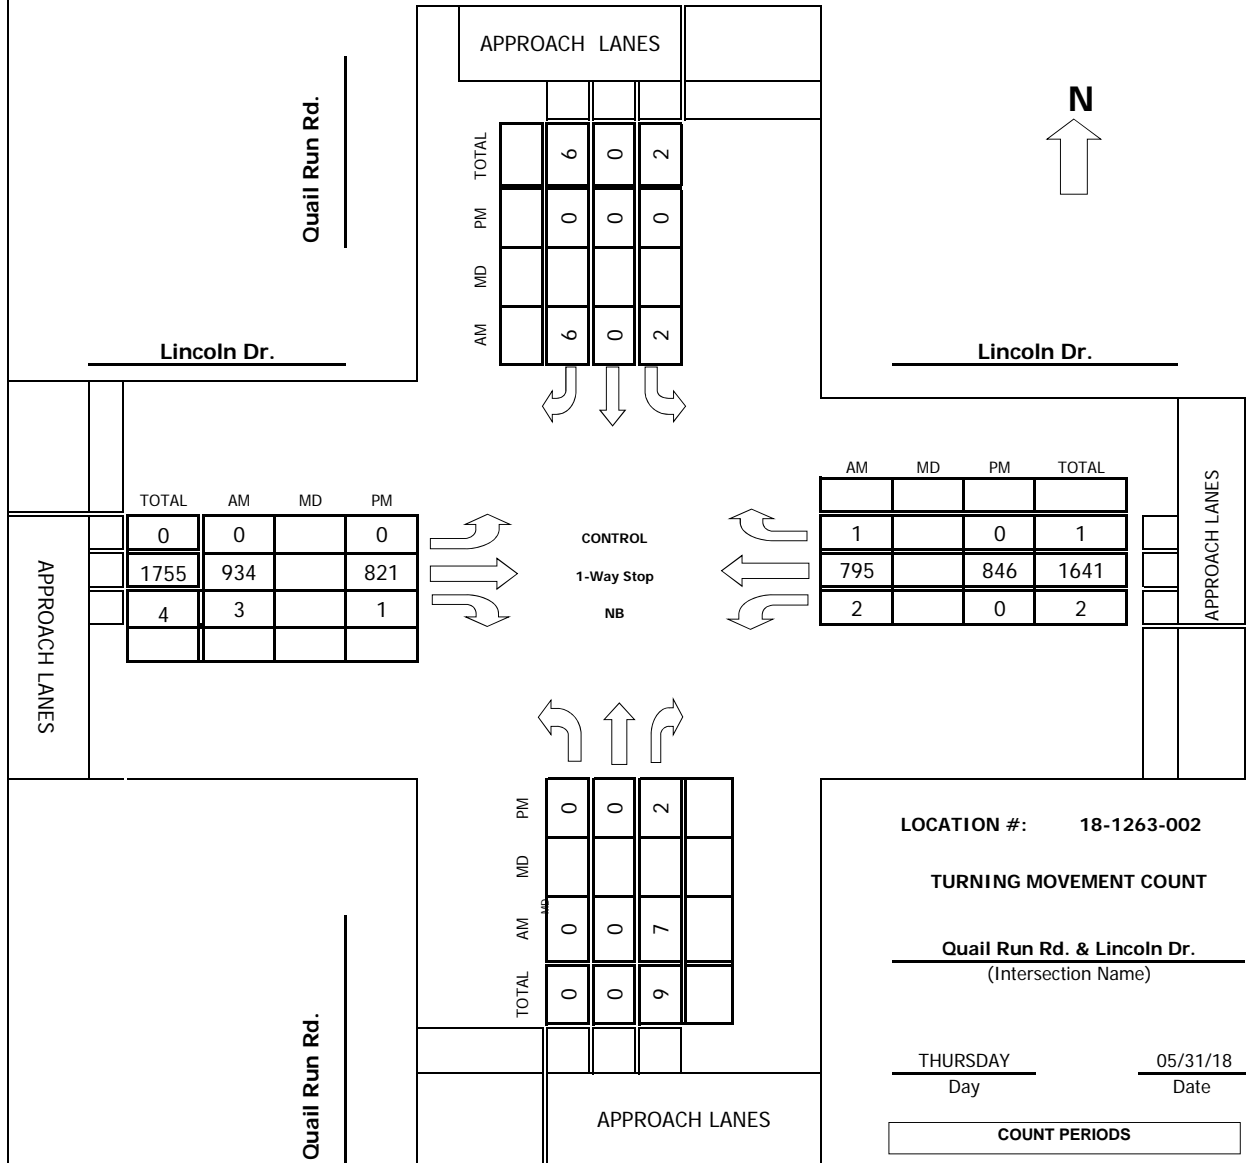 APPROACH LANES
N
Quail Run Rd.
TOTAL 6 0 2
PM 0 0 0
MD
AM 6 0 2
Lincoln Dr.
Lincoln Dr.
AM MD PM TOTAL
1 0 1
795 846 1641
2 0 2
APPROACH LANES
TOTAL AM MD PM
0 0 0
1755 934 821
4 3 1
APPROACH LANES
CONTROL
1-Way Stop
NB
PM 0 0 2
MD
MD
AM 0 0 7
TOTAL 0 0 9
Quail Run Rd.
APPROACH LANES
LOCATION #: 18-1263-002
TURNING MOVEMENT COUNT
Quail Run Rd. & Lincoln Dr.
(Intersection Name)
THURSDAY 05/31/18
Day Date
COUNT PERIODS